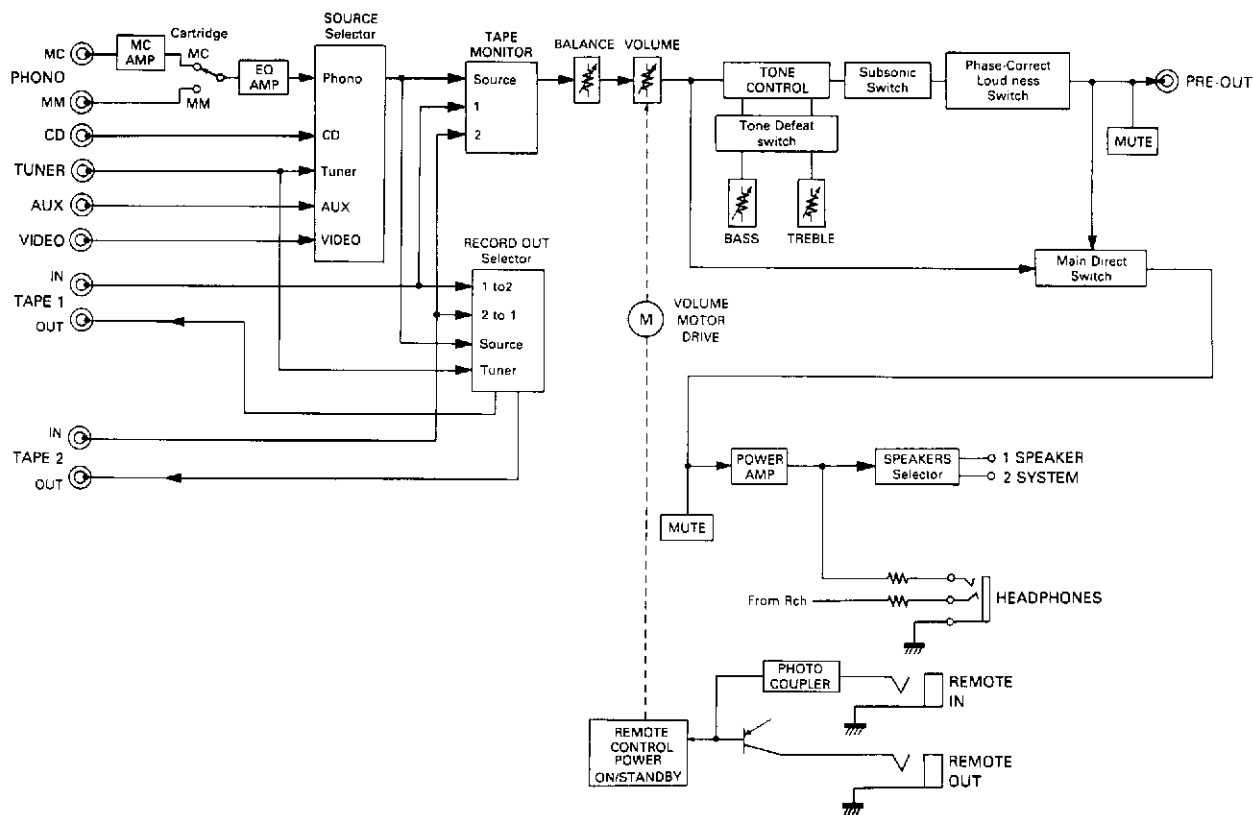 SOURCE
Selector
Cartridge
MC
MC
AMP
MC
PHONO
MM
MM
EQ
AMP
Phono
CD
CD
TUNER
Tuner
AUX
AUX
VIDEO
VIDEO
TAPE
MONITOR
Source
1
2
BALANCE
VOLUME
TONE
CONTROL
Subsonic
Switch
Phase-Correct
Loud ness
Switch
PRE-OUT
MUTE
Tone Defeat
switch
BASS
TREBLE
Main Direct
Switch
RECORD OUT
Selector
1 to2
2 to 1
Source
Tuner
IN
TAPE 1
OUT
IN
TAPE 2
OUT
M
VOLUME
MOTOR
DRIVE
POWER
AMP
SPEAKERS
Selector
1 SPEAKER
2 SYSTEM
MUTE
From Rch
HEADPHONES
PHOTO
COUPLER
REMOTE
IN
REMOTE
CONTROL
POWER
ON/STANDBY
REMOTE
OUT